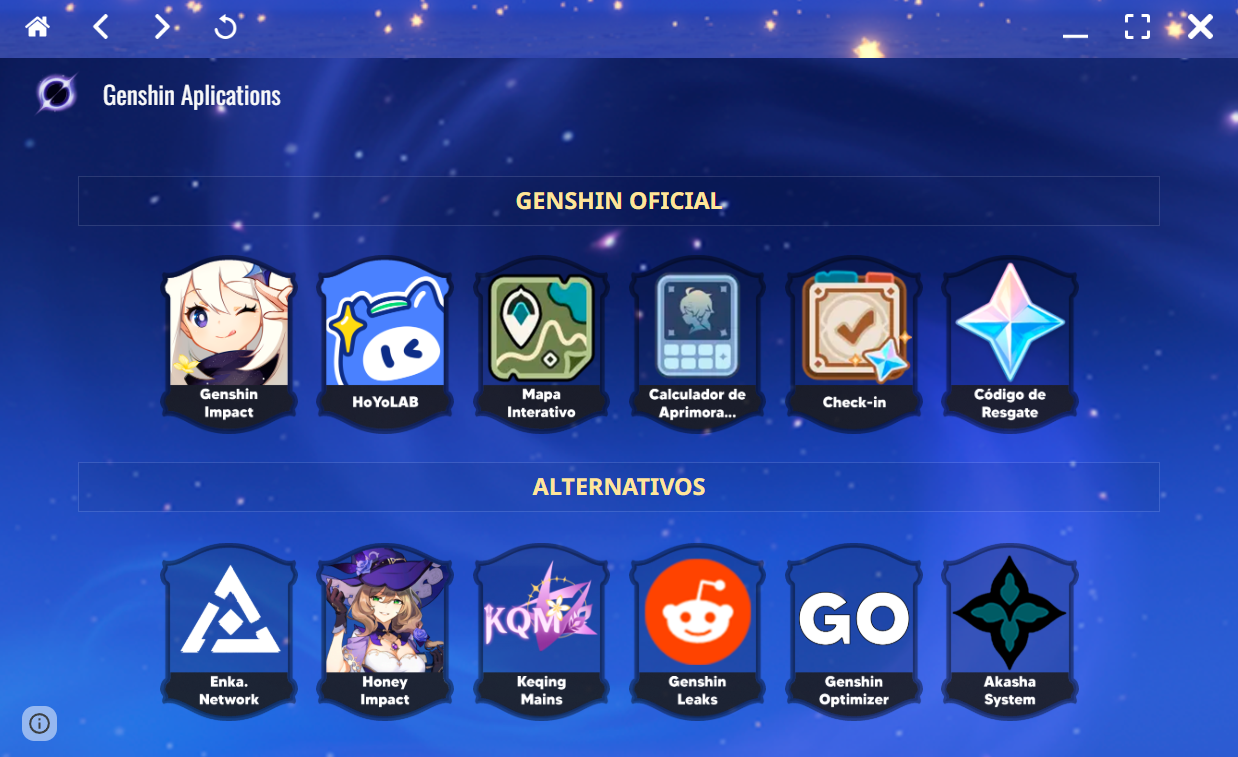 Genshin Aplications
GENSHIN OFICIAL
Genshin
Impact
HoYoLAB
Mapa
Interativo
Calculador de
Aprimora...
Check-in
Código de
Resgate
ALTERNATIVOS
KQM
GO
Enka.
Network
Honey
Impact
Keqing
Mains
Genshin
Leaks
Genshin
Optimizer
Akasha
System